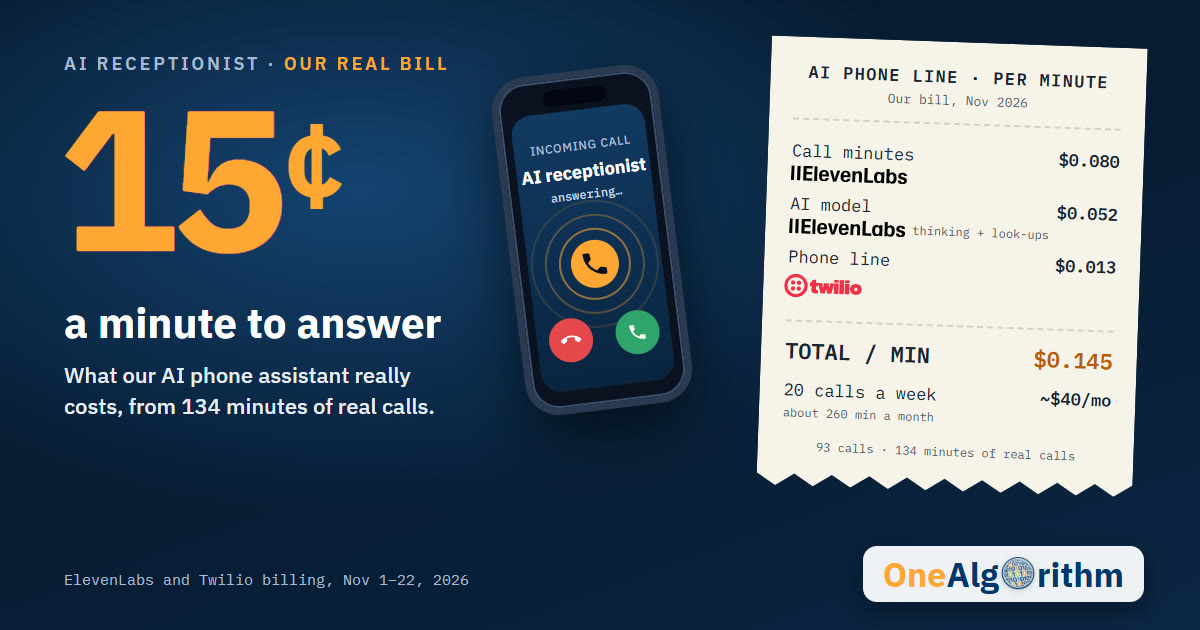 AI RECEPTIONIST · OUR REAL BILL
15¢
a minute to answer
What our AI phone assistant really
costs, from 134 minutes of real calls.
INCOMING CALL
AI receptionist
answering…
AI PHONE LINE · PER MINUTE
Our bill, Nov 2026
Call minutes $0.080
IIElevenLabs
AI model $0.052
IIElevenLabs thinking + look-ups
Phone line $0.013
twilio
TOTAL / MIN $0.145
20 calls a week ~$40/mo
about 260 min a month
93 calls · 134 minutes of real calls
ElevenLabs and Twilio billing, Nov 1–22, 2026
OneAlgorithm